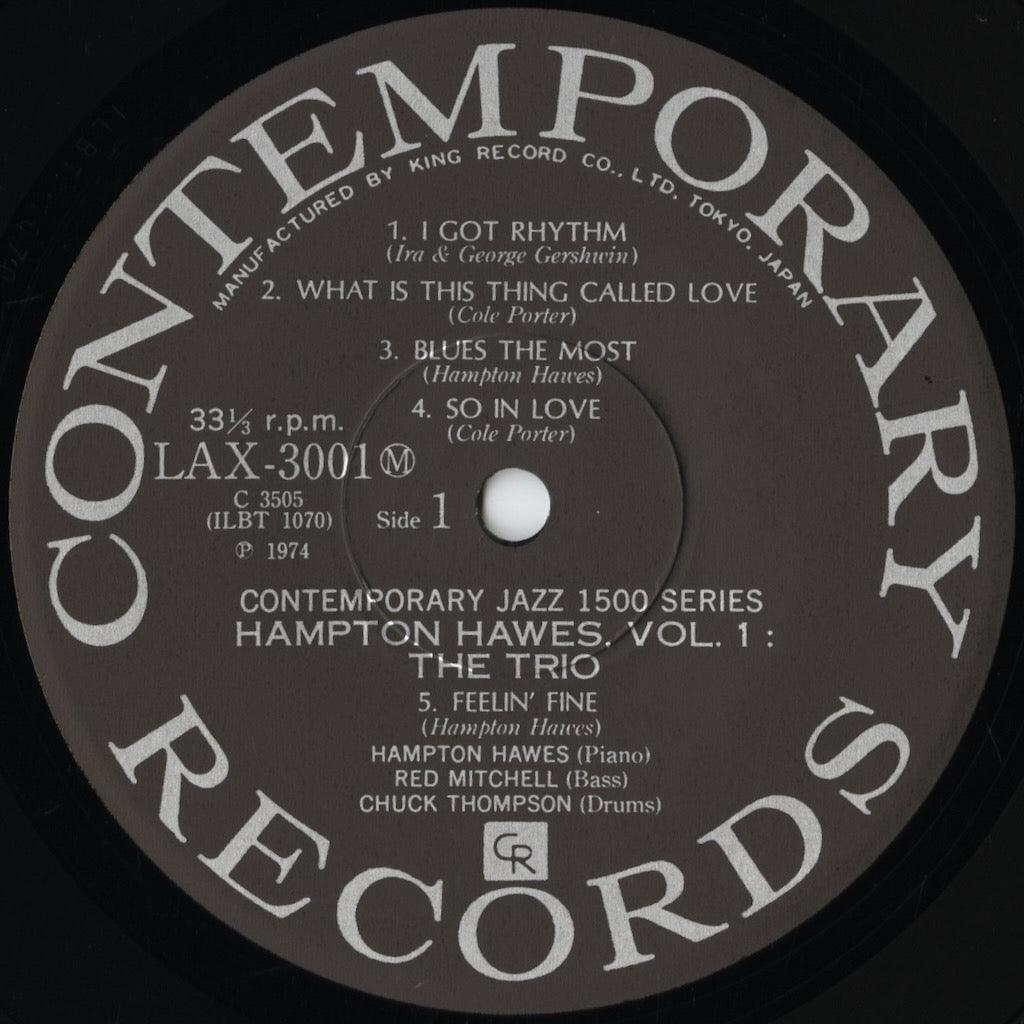 CONTEMPORARY
MANUFACTURED BY KING RECORD CO., LTD. TOKYO. JAPAN
1. I GOT RHYTHM
(Ira & George Gershwin)
2. WHAT IS THIS THING CALLED LOVE
(Cole Porter)
3. BLUES THE MOST
(Hampton Hawes)
4. SO IN LOVE
(Cole Porter)
33⅓ r.p.m.
LAX-3001 Ⓜ
C 3505
(ILBT 1070)
Side 1
℗ 1974
CONTEMPORARY JAZZ 1500 SERIES
HAMPTON HAWES. VOL. 1 :
THE TRIO
5. FEELIN' FINE
(Hampton Hawes)
HAMPTON HAWES (Piano)
RED MITCHELL (Bass)
CHUCK THOMPSON (Drums)
CR
RECORDS